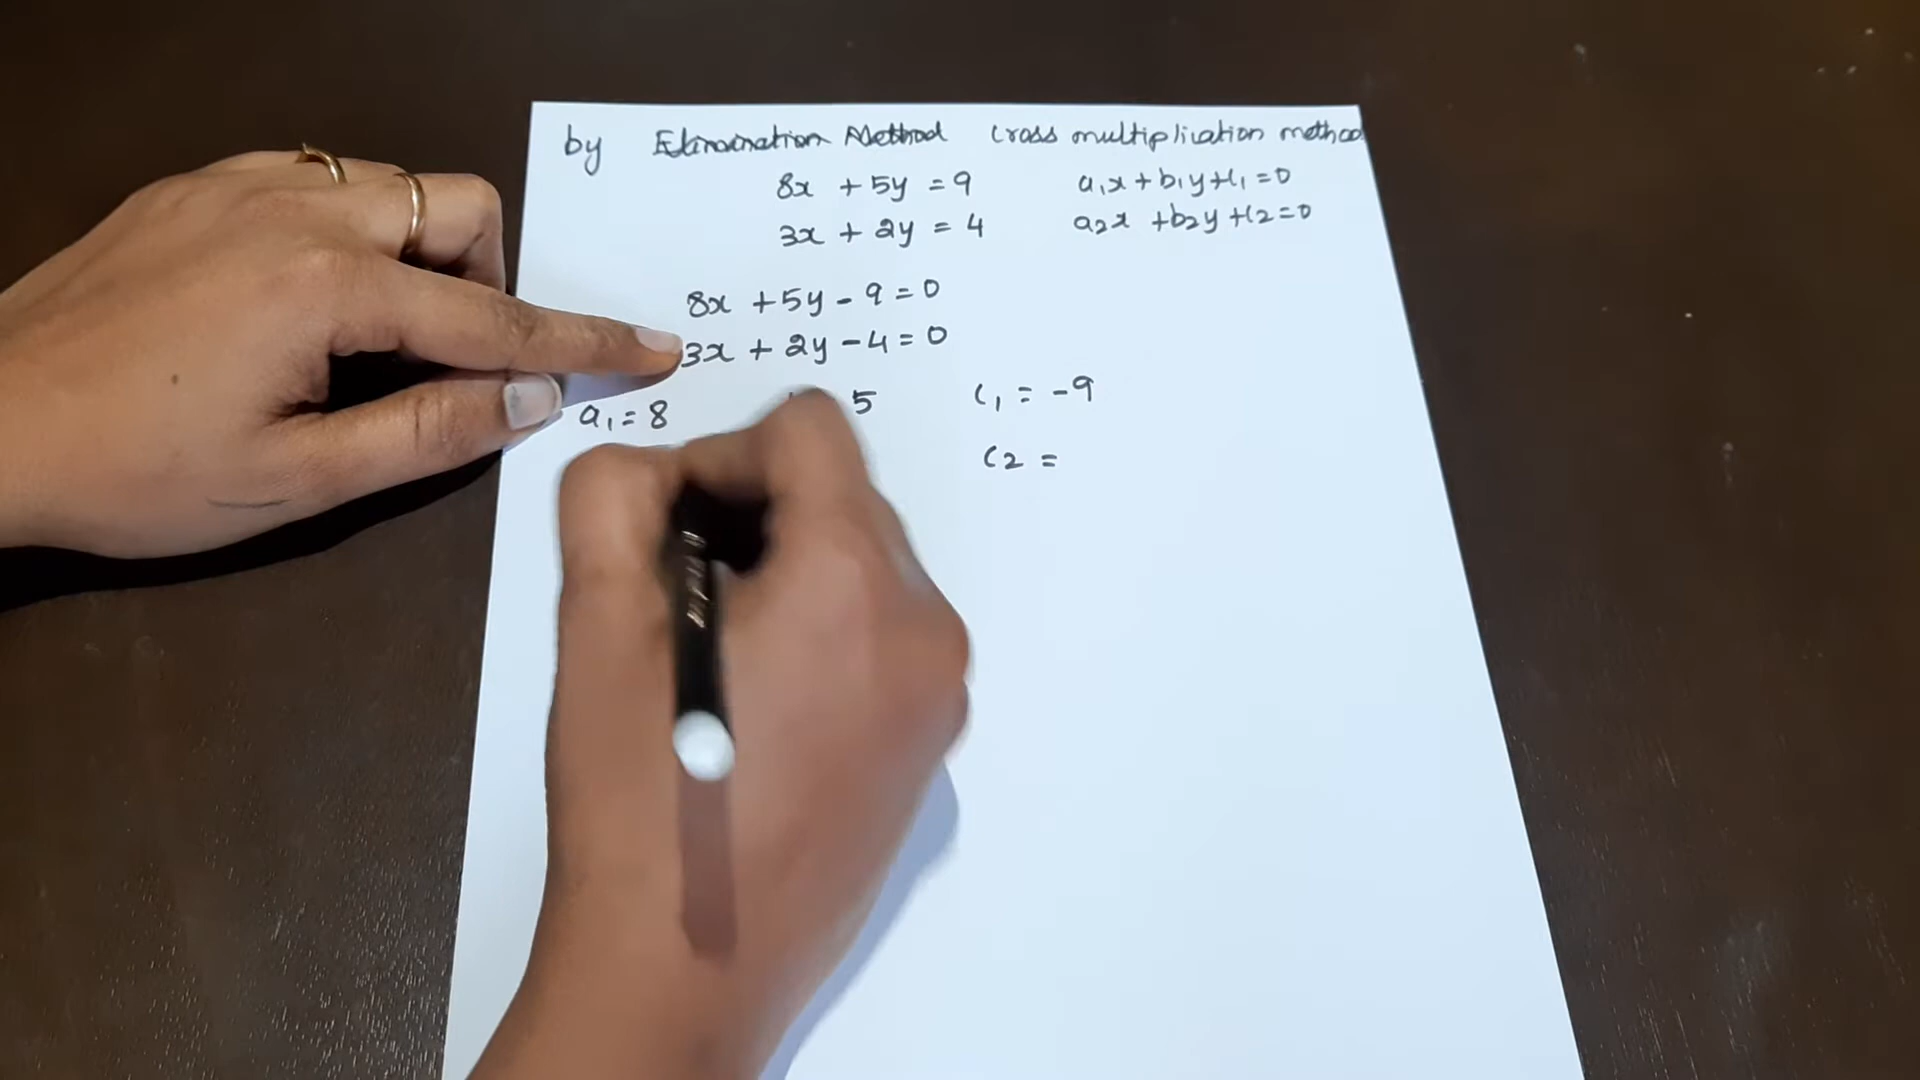 by Elimination Method Cross multiplication method
8x + 5y = 9 a₁x + b₁y + c₁ = 0
3x + 2y = 4 a₂x + b₂y + c₂ = 0
8x + 5y - 9 = 0
3x + 2y - 4 = 0
a₁ = 8 5 c₁ = -9
c₂ =